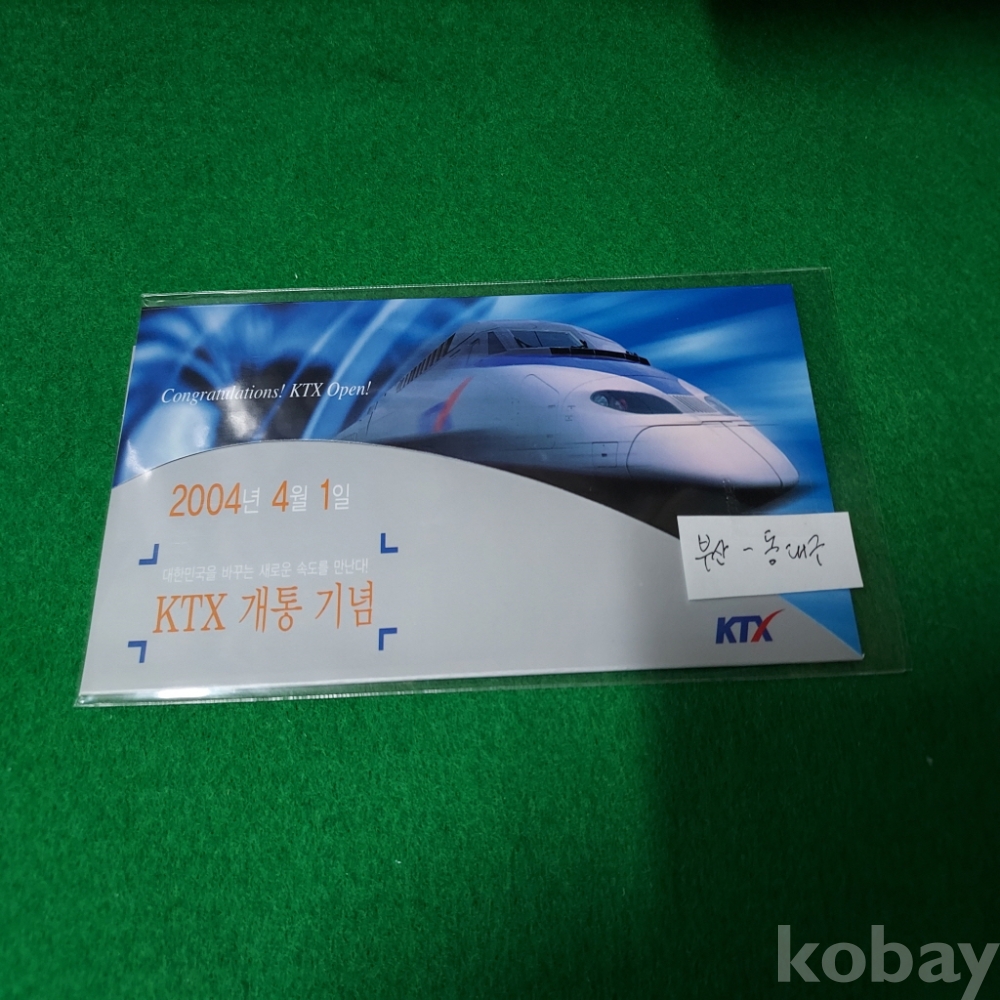 Congratulations! KTX Open!
2004년 4월 1일
대한민국을 바꾸는 새로운 속도를 만난다!
KTX 개통 기념
부산 - 동대구
KTX
kobay